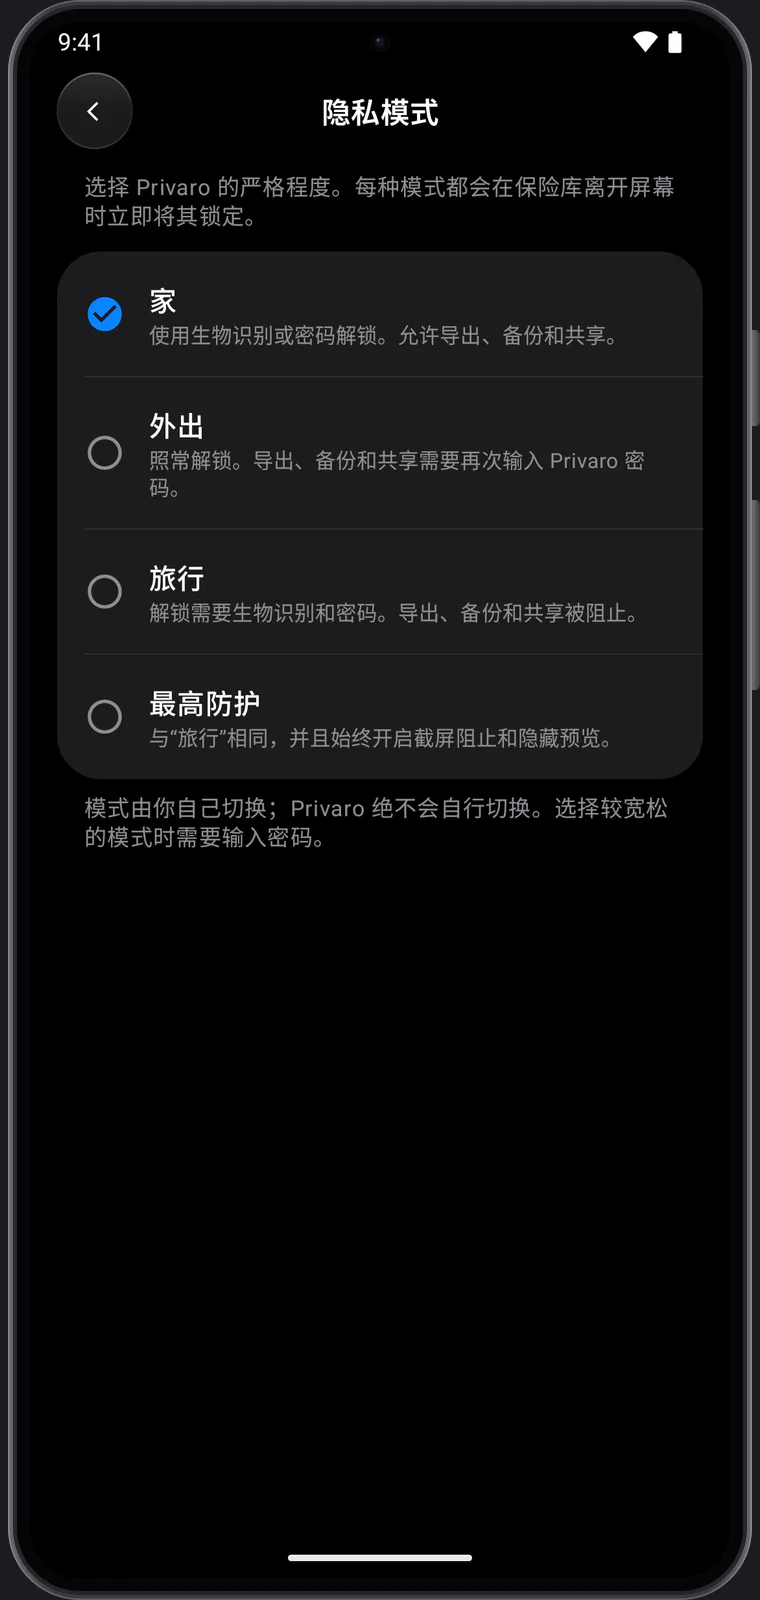 9:41
隐私模式
选择 Privaro 的严格程度。每种模式都会在保险库离开屏幕
时立即将其锁定。
家
使用生物识别或密码解锁。允许导出、备份和共享。
外出
照常解锁。导出、备份和共享需要再次输入 Privaro 密
码。
旅行
解锁需要生物识别和密码。导出、备份和共享被阻止。
最高防护
与“旅行”相同，并且始终开启截屏阻止和隐藏预览。
模式由你自己切换；Privaro 绝不会自行切换。选择较宽松
的模式时需要输入密码。